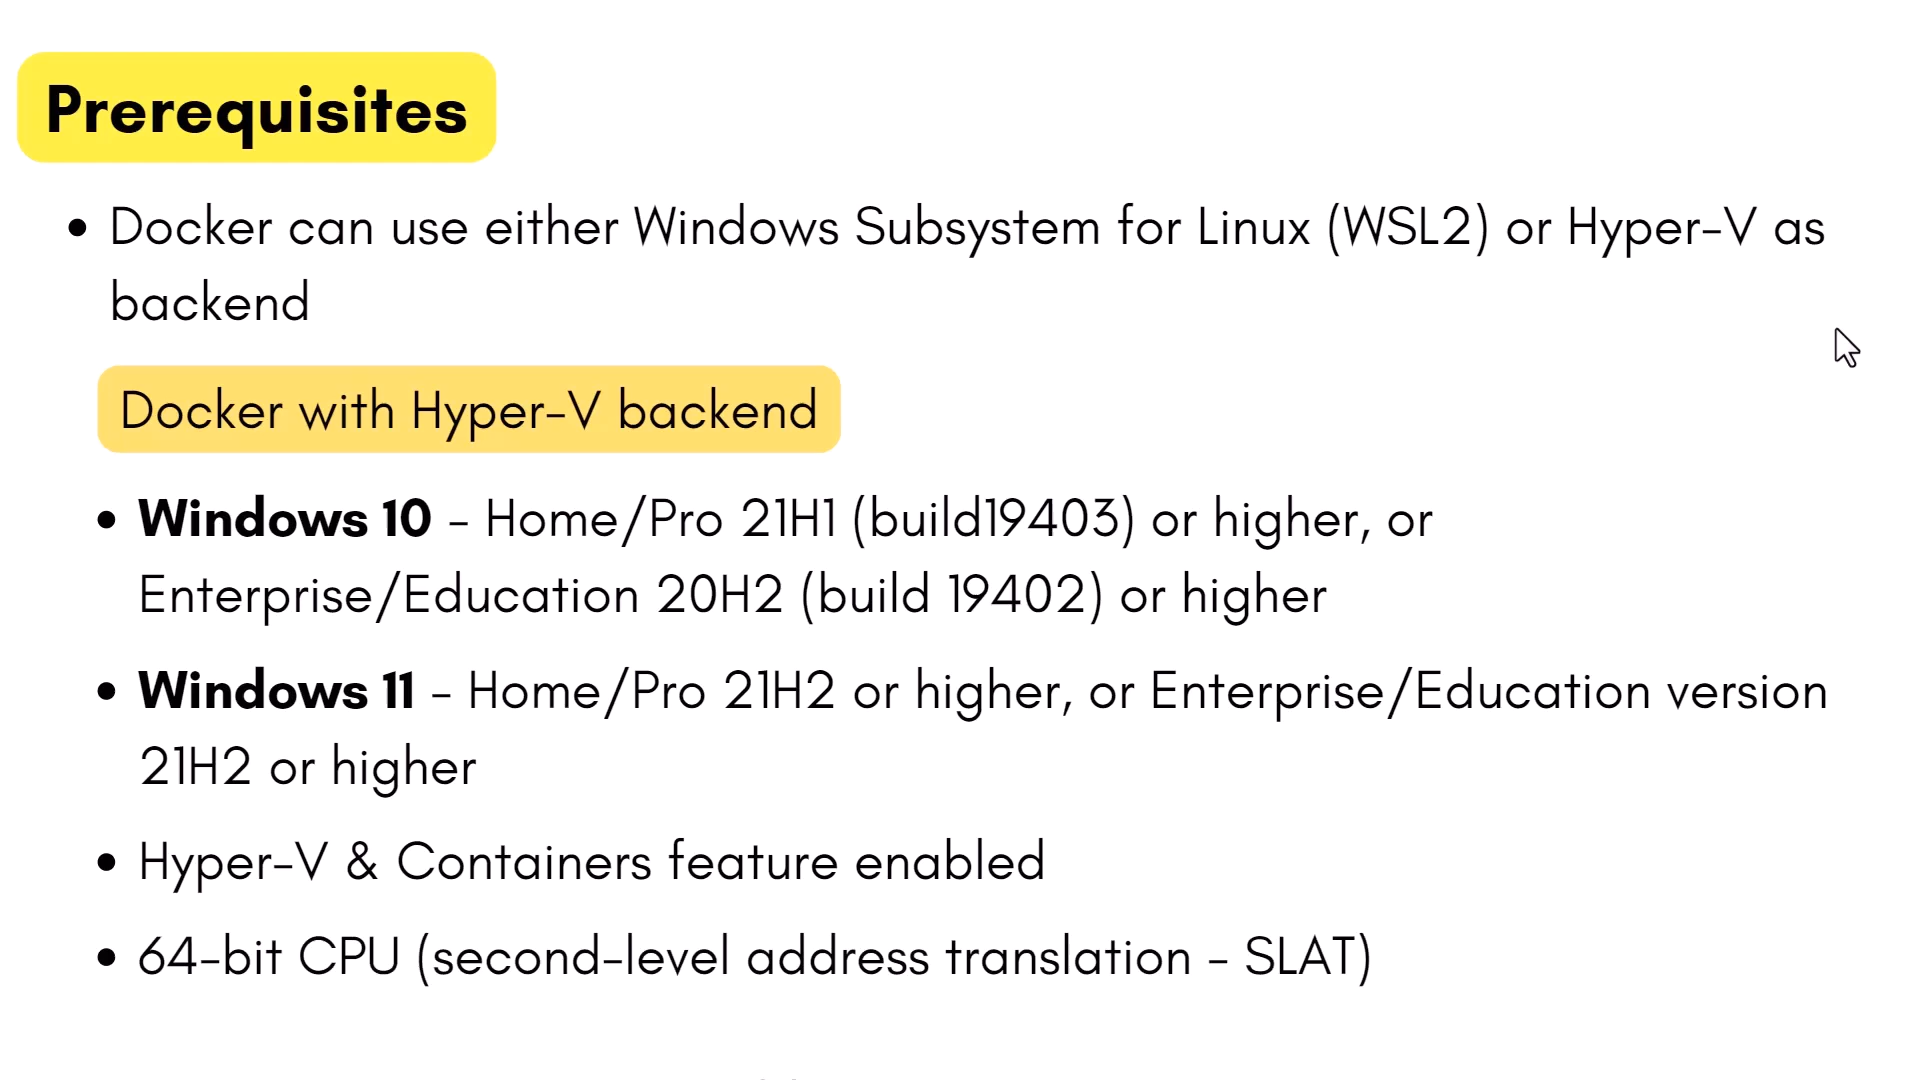 Prerequisites
• Docker can use either Windows Subsystem for Linux (WSL2) or Hyper-V as
backend
Docker with Hyper-V backend
• Windows 10 - Home/Pro 21H1 (build19403) or higher, or
Enterprise/Education 20H2 (build 19402) or higher
• Windows 11 - Home/Pro 21H2 or higher, or Enterprise/Education version
21H2 or higher
• Hyper-V & Containers feature enabled
• 64-bit CPU (second-level address translation - SLAT)